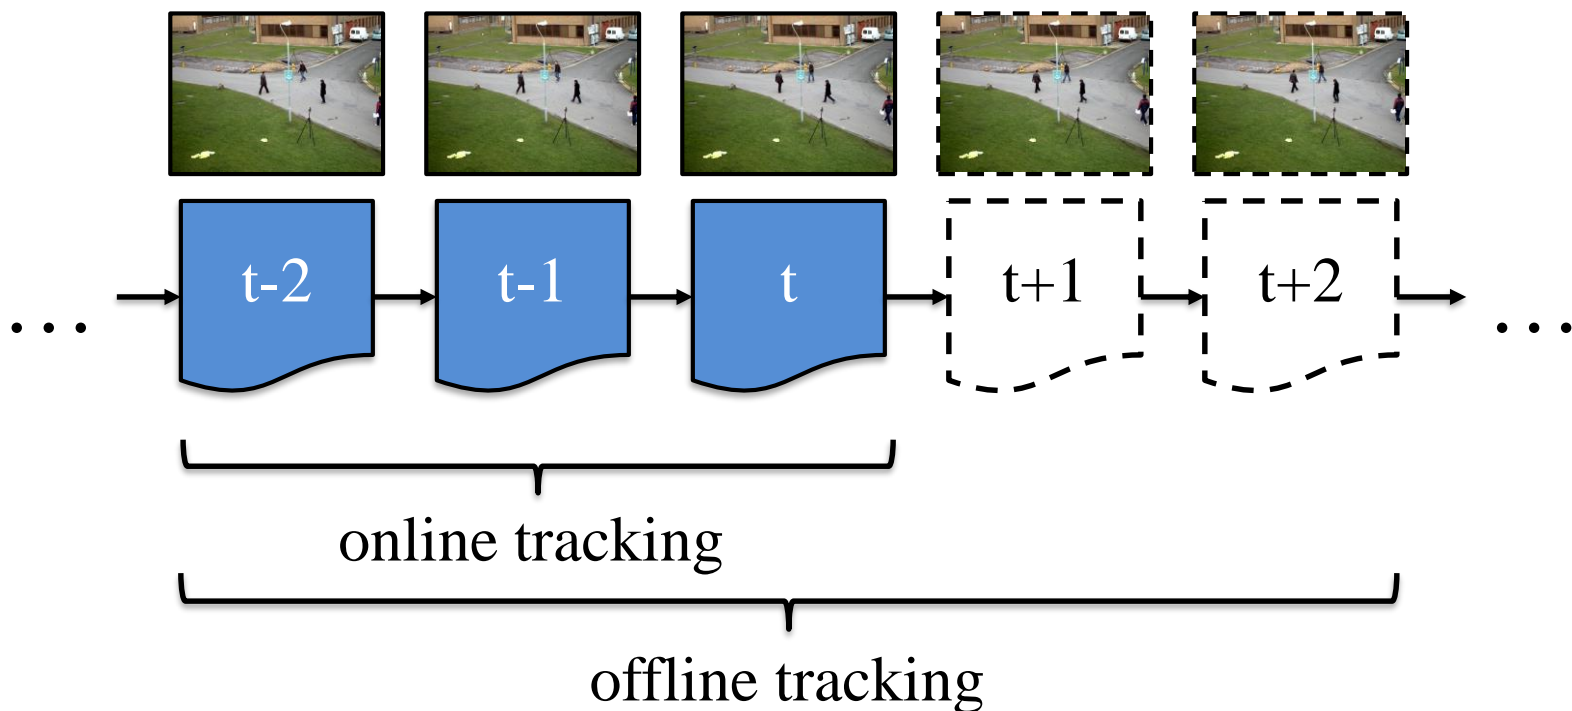 t-2 t-1 t t+1 t+2
... ...
online tracking
offline tracking